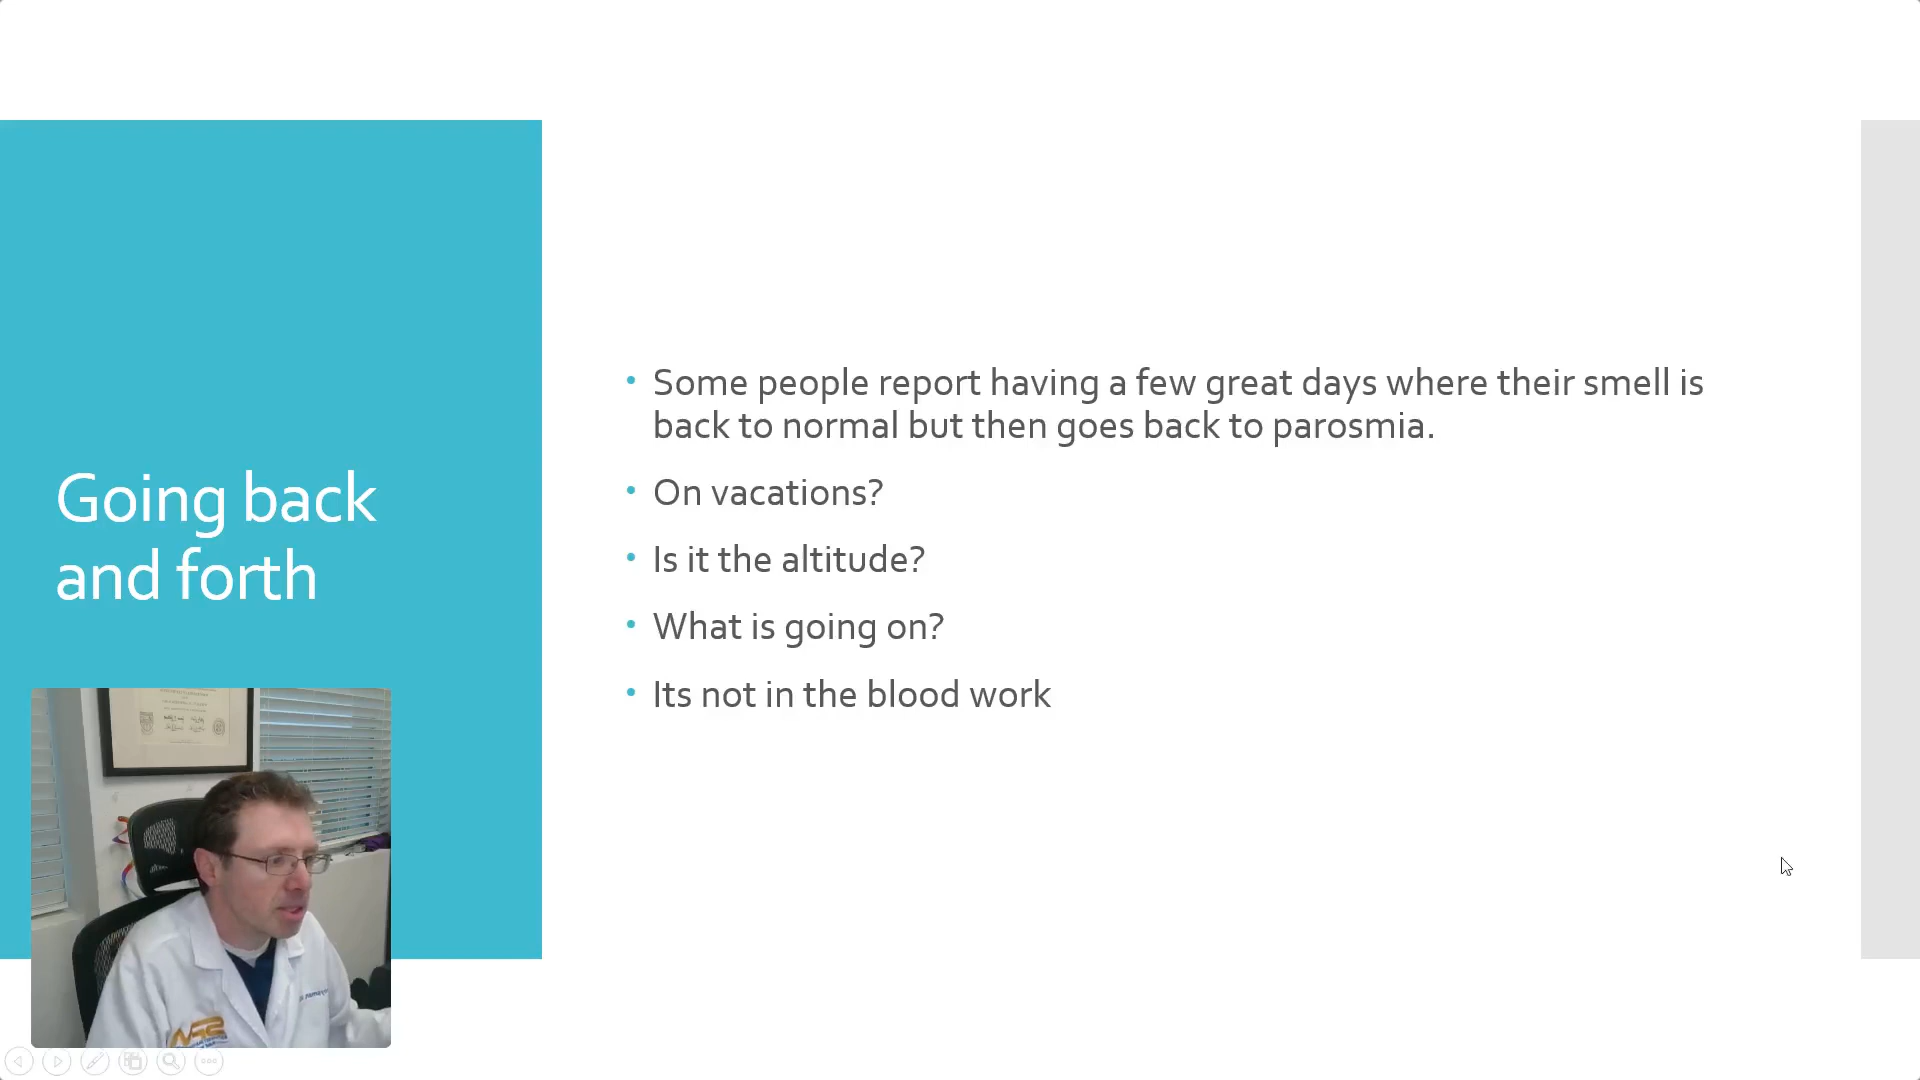 Going back
and forth
• Some people report having a few great days where their smell is
back to normal but then goes back to parosmia.
• On vacations?
• Is it the altitude?
• What is going on?
• Its not in the blood work